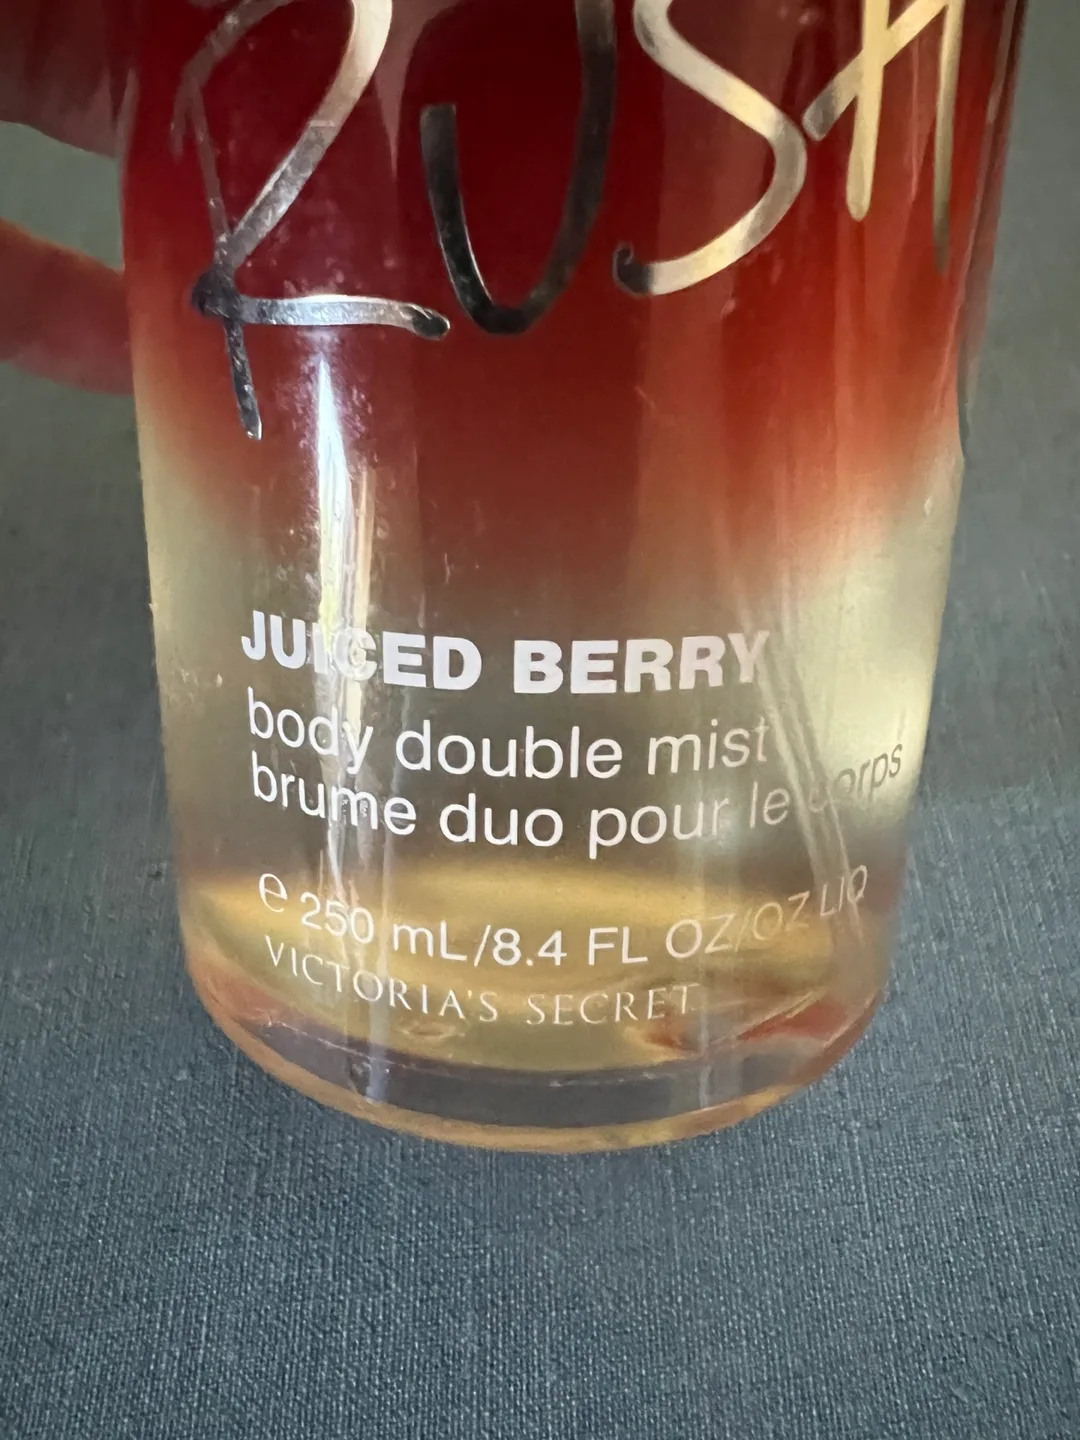 RUSH
JUICED BERRY
body double mist
brume duo pour le corps
e 250 mL/8.4 FL OZ/OZ LIQ
VICTORIA'S SECRET